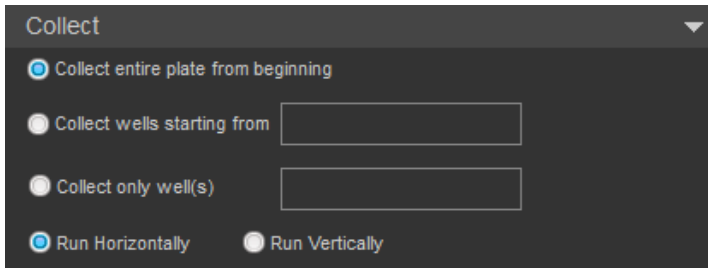 Collect
Collect entire plate from beginning
Collect wells starting from
Collect only well(s)
Run Horizontally Run Vertically